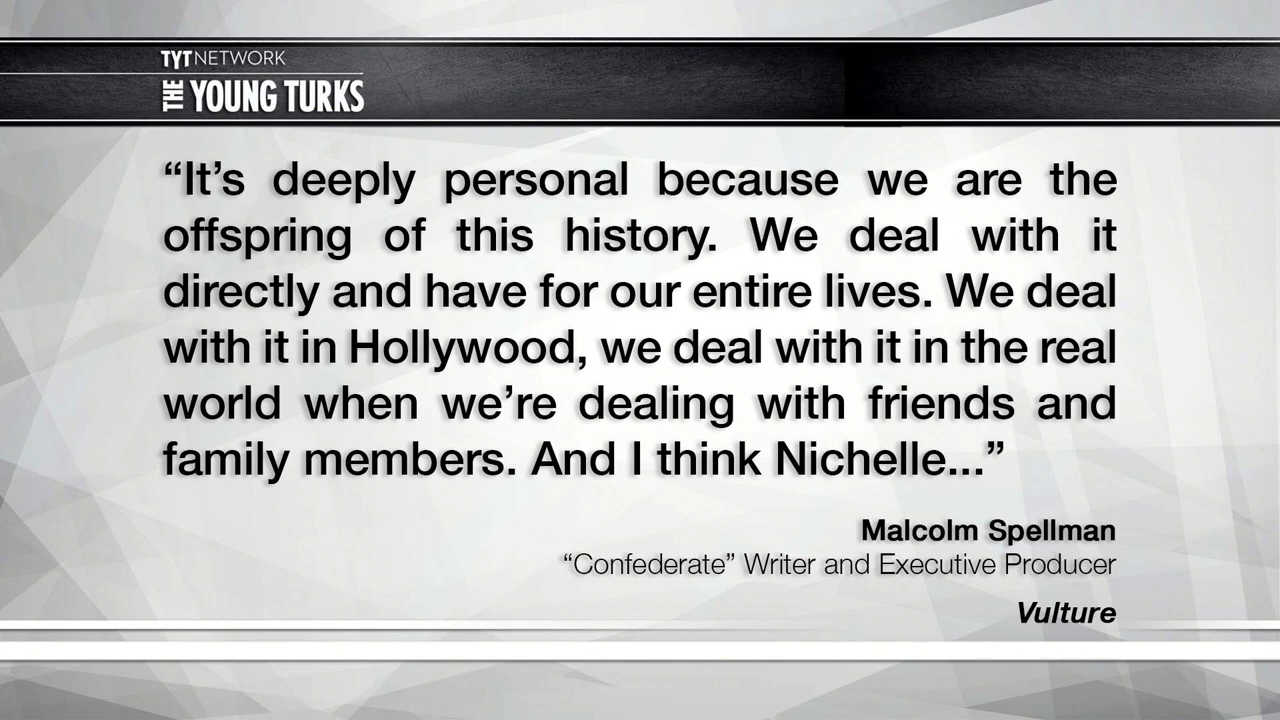 TYT NETWORK
THE YOUNG TURKS
“It’s deeply personal because we are the
offspring of this history. We deal with it
directly and have for our entire lives. We deal
with it in Hollywood, we deal with it in the real
world when we’re dealing with friends and
family members. And I think Nichelle...”
Malcolm Spellman
“Confederate” Writer and Executive Producer
Vulture